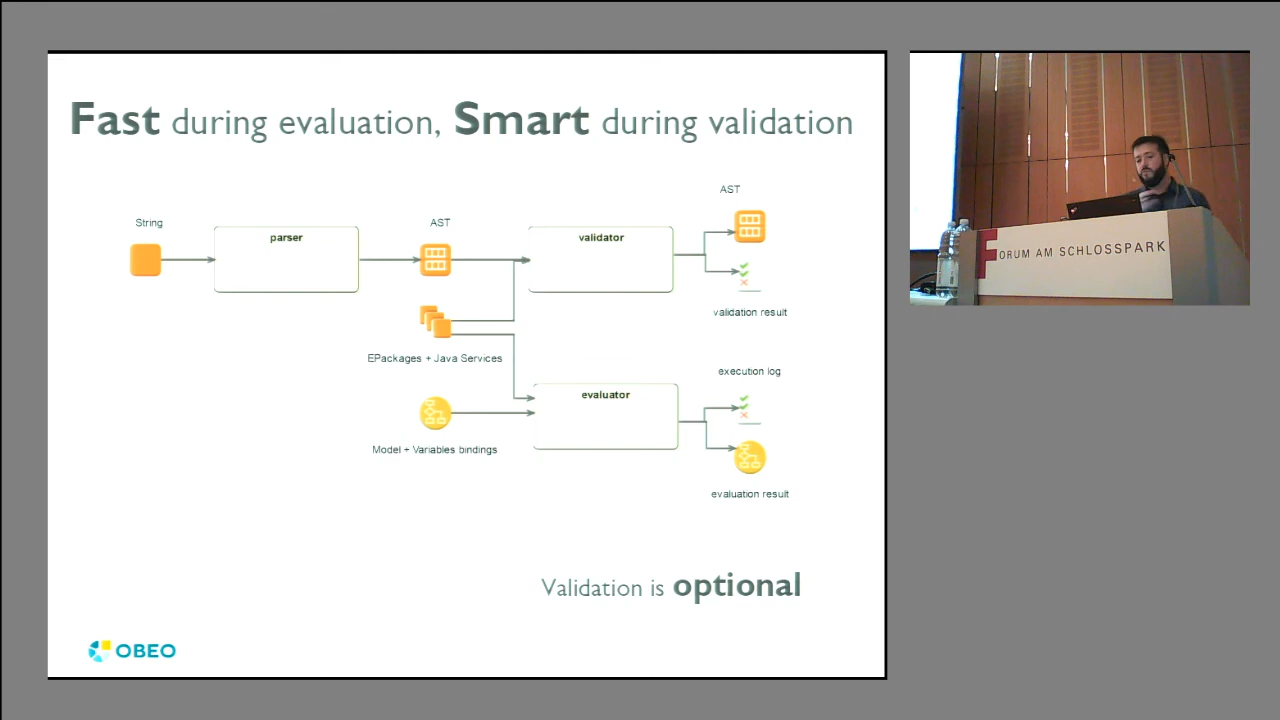 Fast during evaluation, Smart during validation
String
parser
AST
validator
AST
validation result
EPackages + Java Services
execution log
evaluator
Model + Variables bindings
evaluation result
Validation is optional
OBEO
FORUM AM SCHLOSSPARK